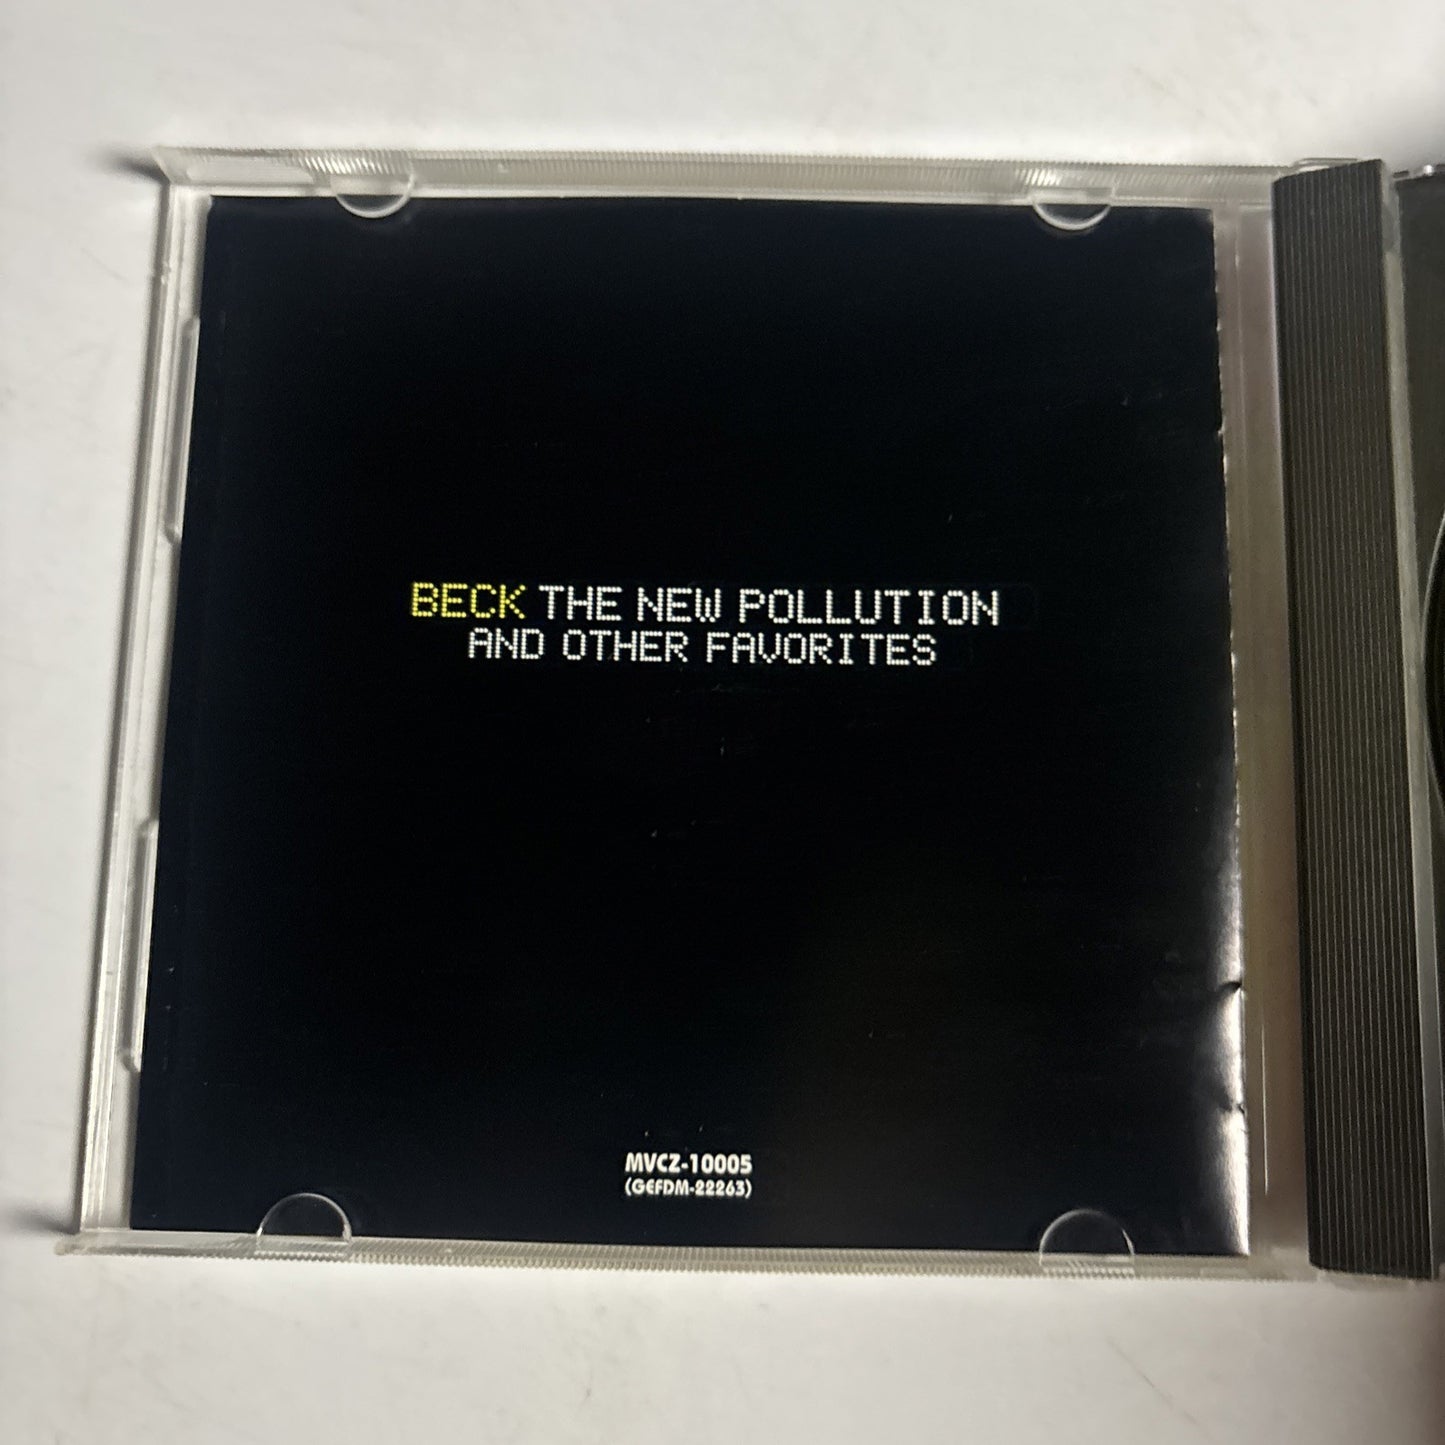 BECK THE NEW POLLUTION
AND OTHER FAVORITES
MVCZ-10005
(GEFDM-22263)